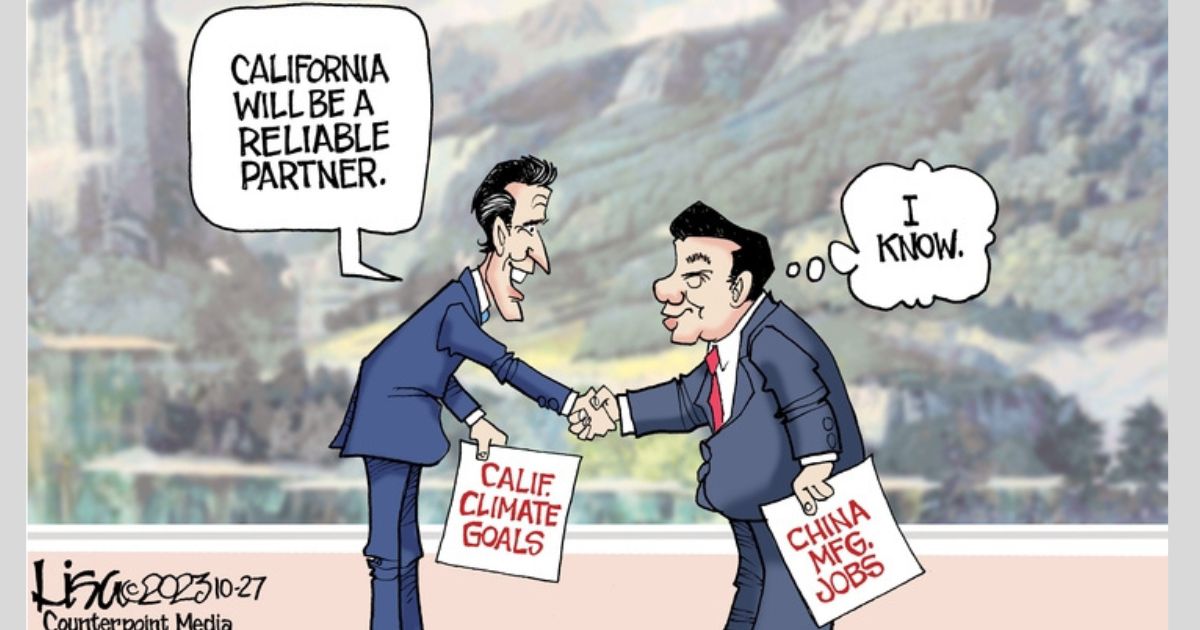 CALIFORNIA
WILL BE A
RELIABLE
PARTNER.
I
KNOW.
CALIF.
CLIMATE
GOALS
CHINA
MFG.
JOBS
Lisa©2023 10-27
Counterpoint Media